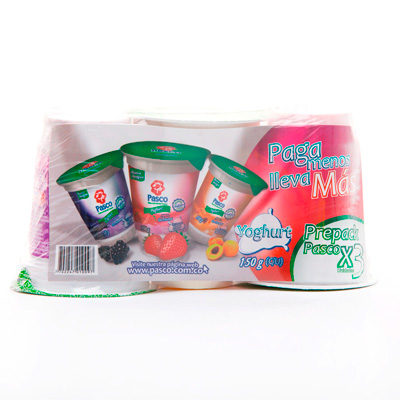 Paga
menos
lleva
Más
Pasco
Pasco
Pasco
Yoghurt
150 g (c/u)
Prepack
Pasco
x3
Visite nuestra página web
www.pasco.com.co